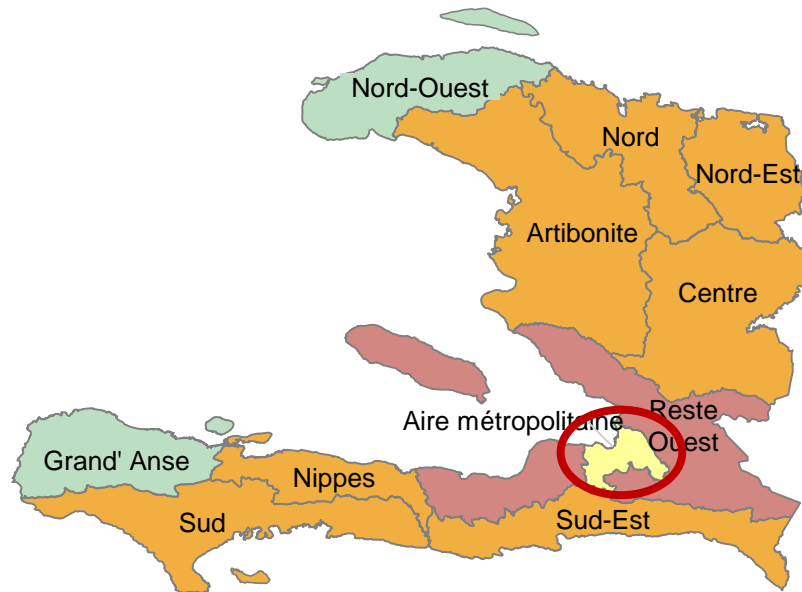 Nord-Ouest
Nord
Nord-Est
Artibonite
Centre
Aire métropolitaine
Reste
Ouest
Grand' Anse
Nippes
Sud
Sud-Est